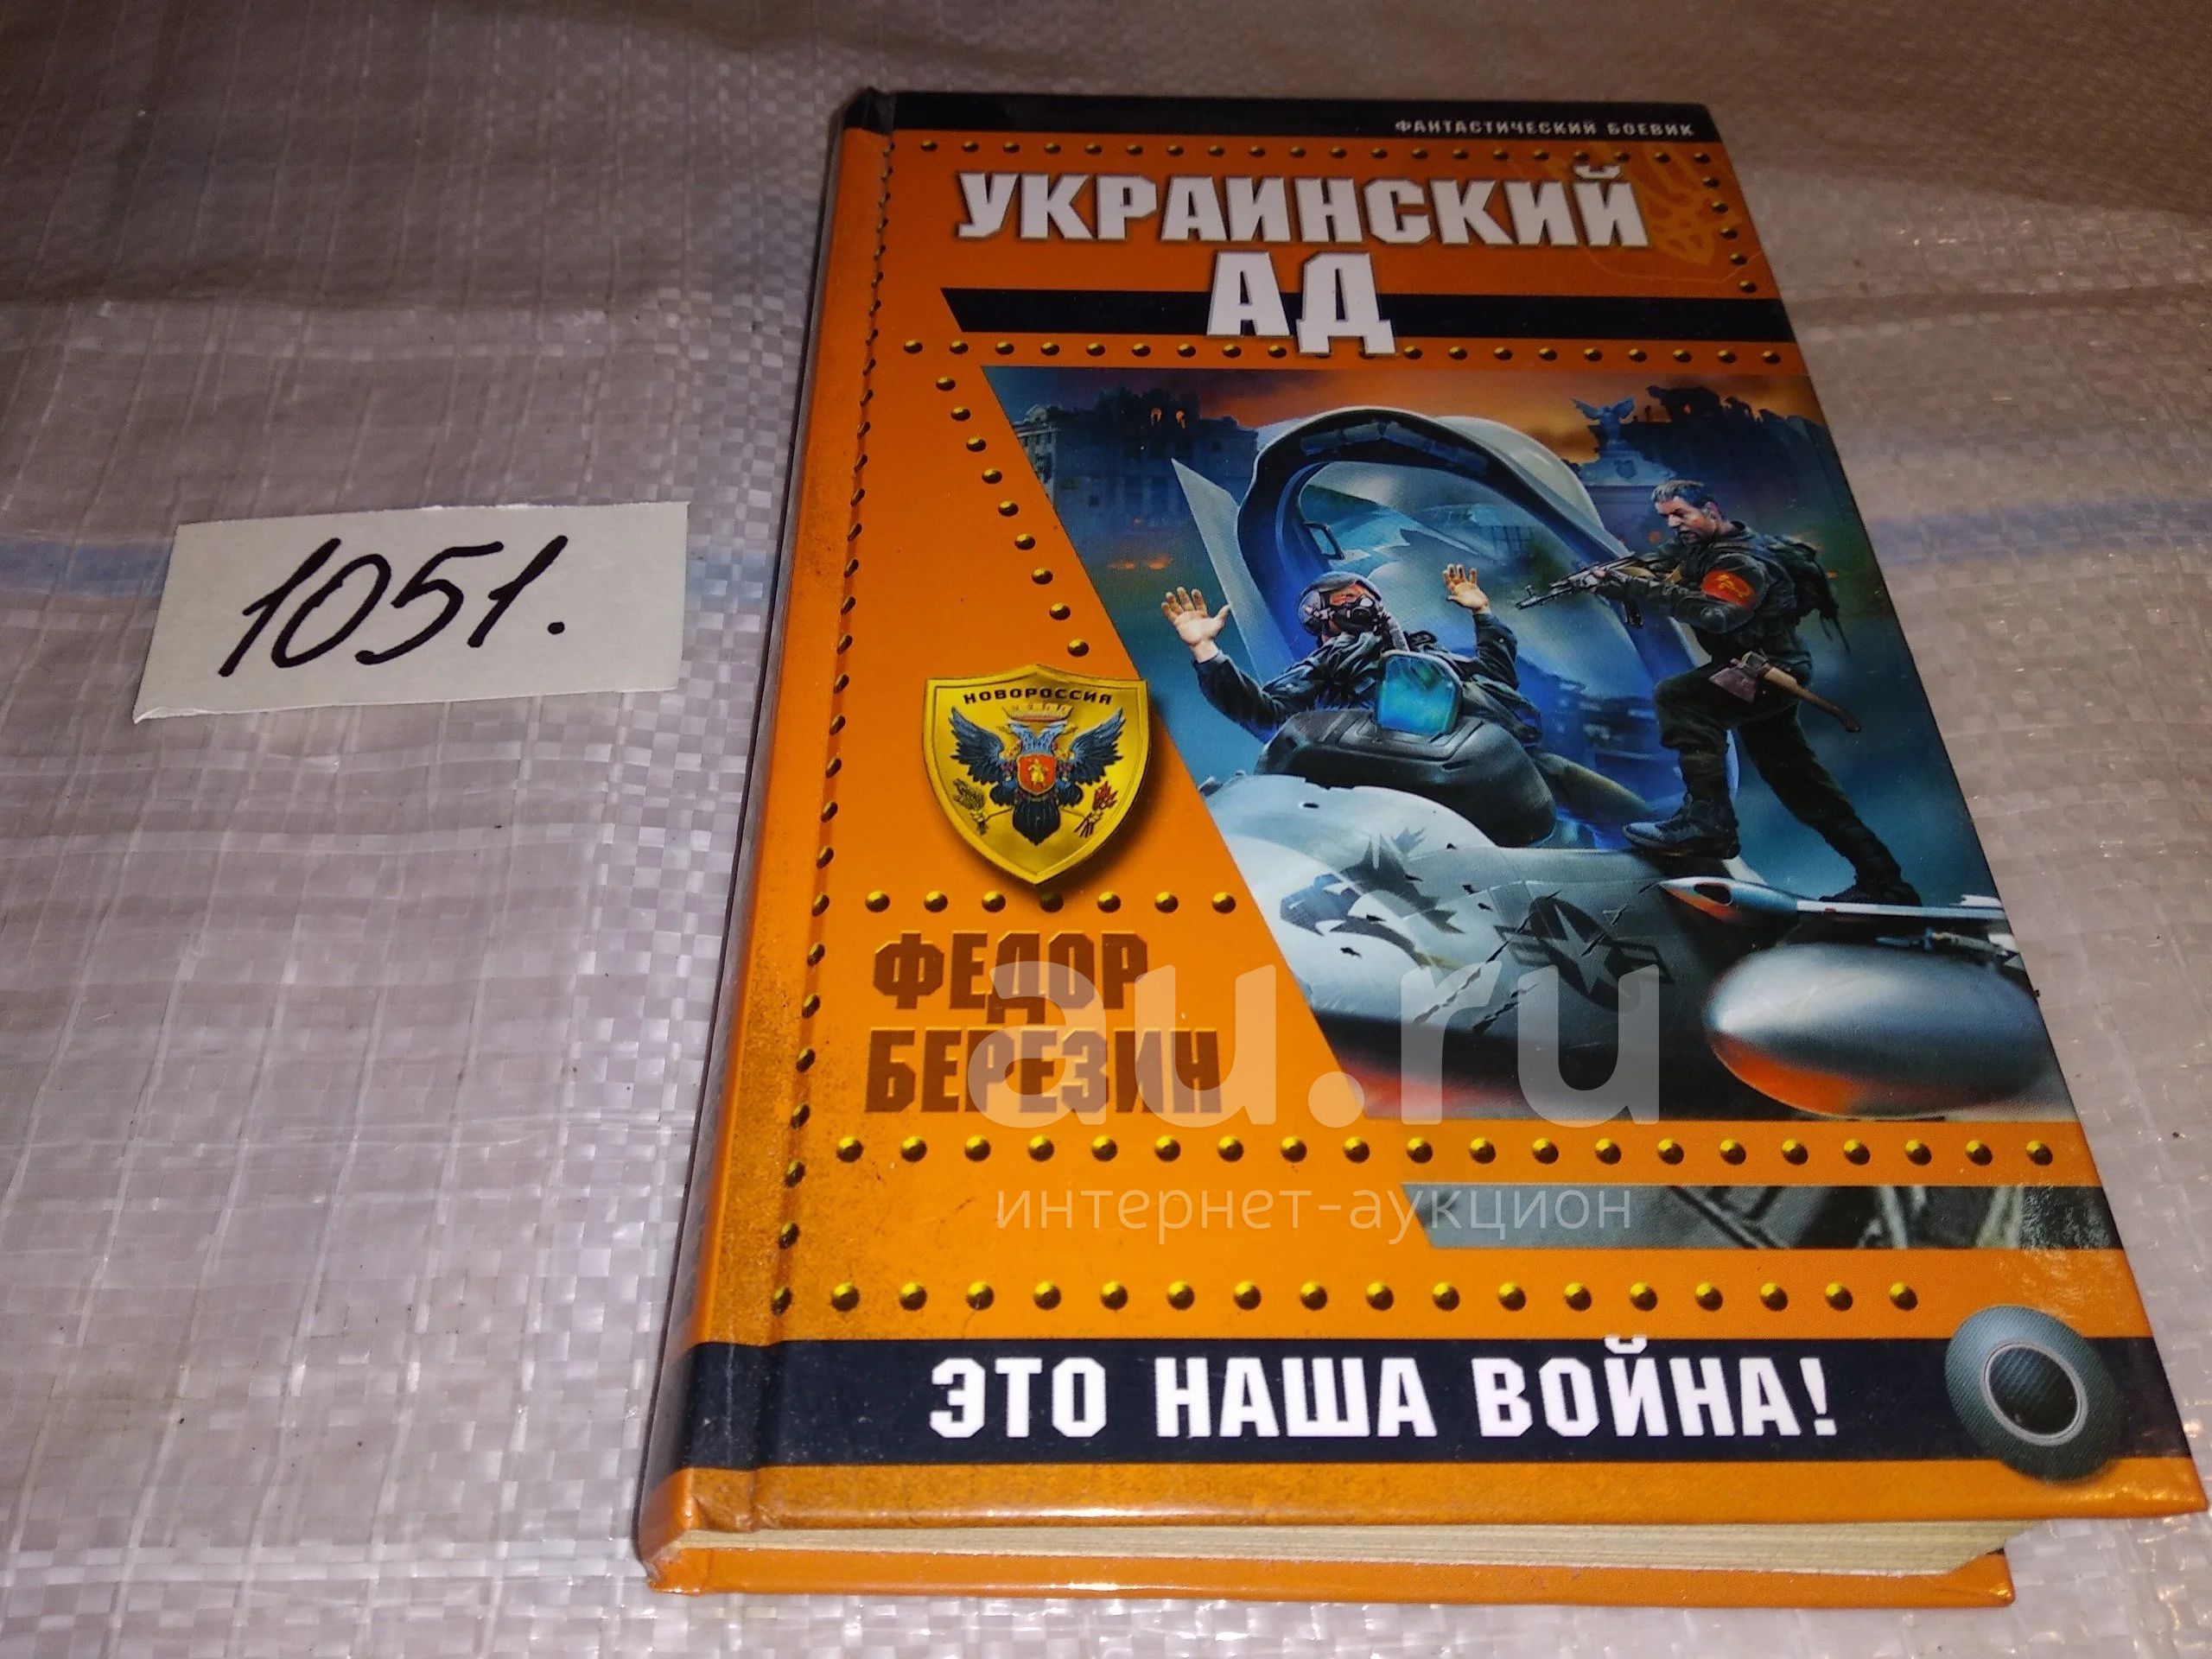 1051.
ФАНТАСТИЧЕСКИЙ БОЕВИК
УКРАИНСКИЙ
АД
НОВОРОССИЯ
ФЕДОР
БЕРЕЗИН
au.ru
интернет-аукцион
ЭТО НАША ВОЙНА!